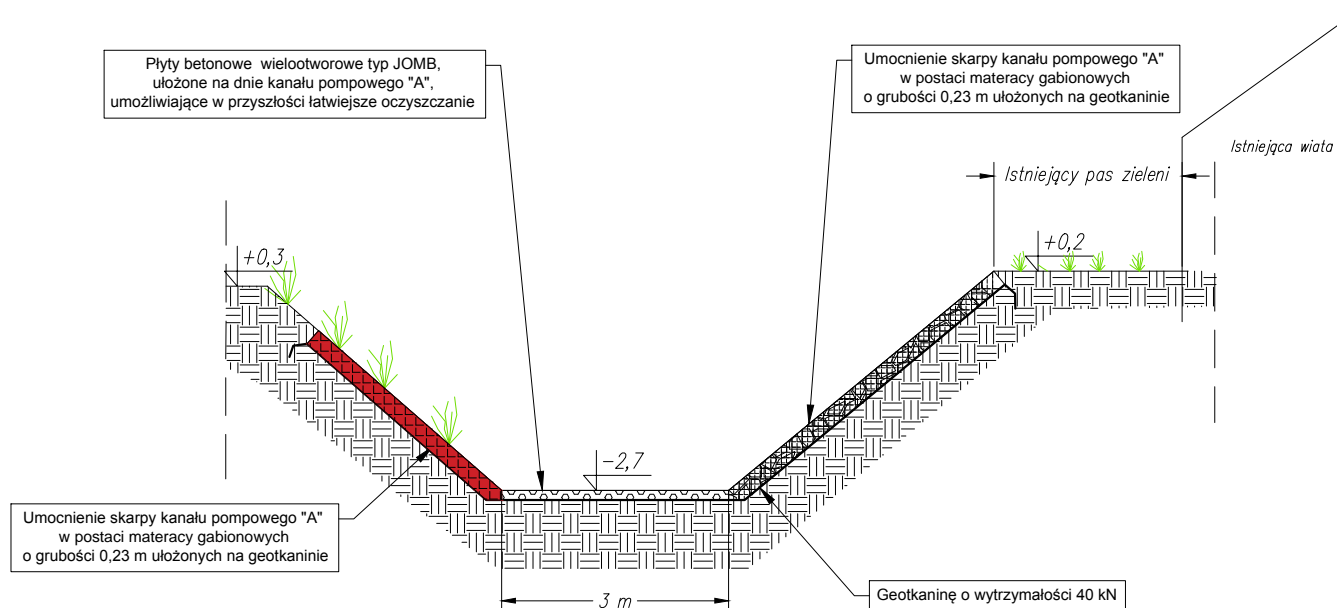 Płyty betonowe wielootworowe typ JOMB,
ułożone na dnie kanału pompowego "A",
umożliwiające w przyszłości łatwiejsze oczyszczanie
Umocnienie skarpy kanału pompowego "A"
w postaci materacy gabionowych
o grubości 0,23 m ułożonych na geotkaninie
Istniejąca wiata
Istniejący pas zieleni
+0,3
+0,2
-2,7
Umocnienie skarpy kanału pompowego "A"
w postaci materacy gabionowych
o grubości 0,23 m ułożonych na geotkaninie
Geotkaninę o wytrzymałości 40 kN
3 m